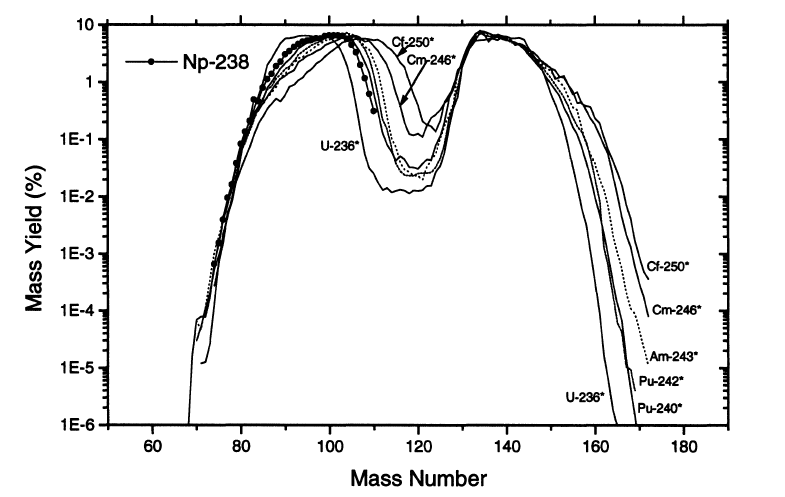 10
1
1E-1
1E-2
1E-3
1E-4
1E-5
1E-6
Mass Yield (%)
Np-238
Cf-250*
Cm-246*
U-236*
Cf-250*
Cm-246*
Am-243*
Pu-242*
U-236*
Pu-240*
60 80 100 120 140 160 180
Mass Number